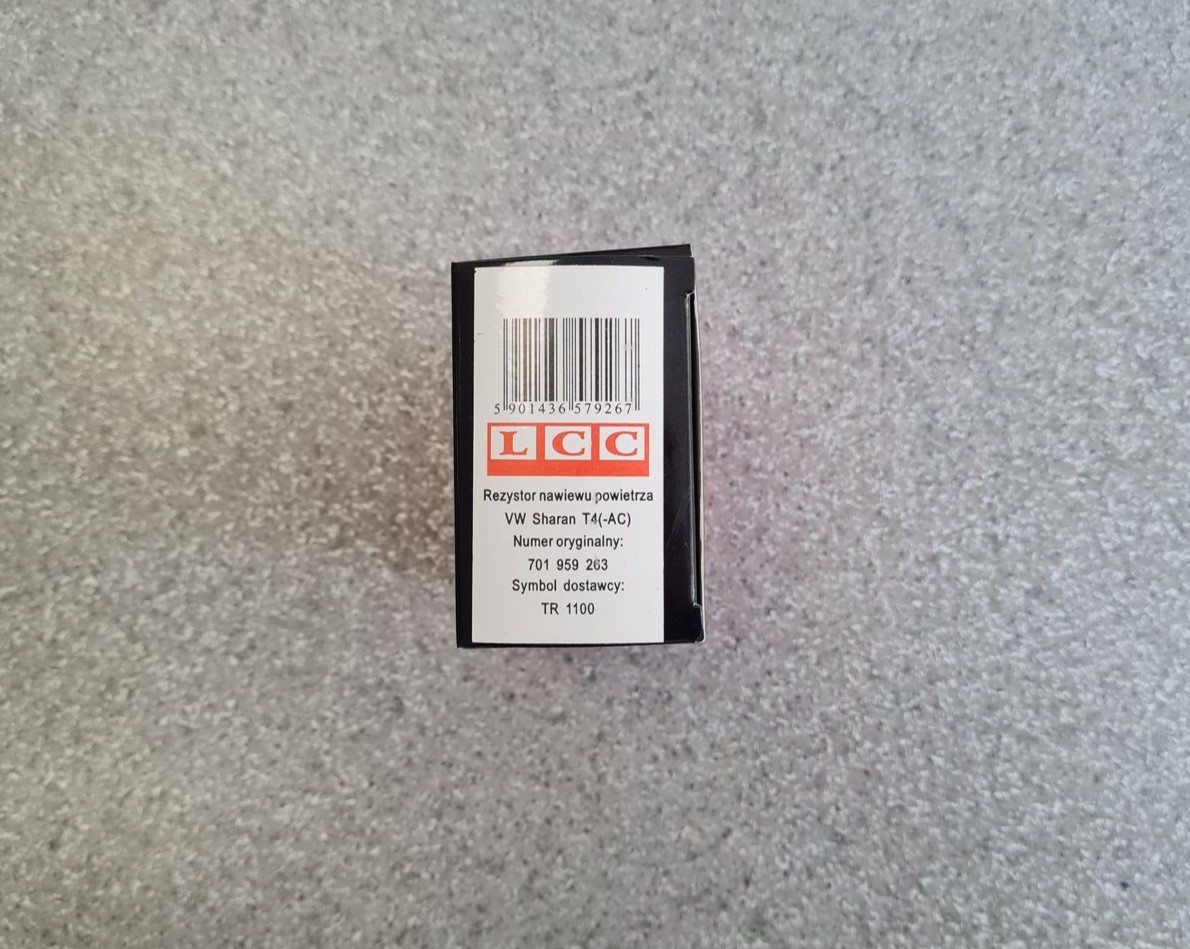 5 901436 579267
LCC
Rezystor nawiewu powietrza
VW Sharan T4(-AC)
Numer oryginalny:
701 959 263
Symbol dostawcy:
TR 1100